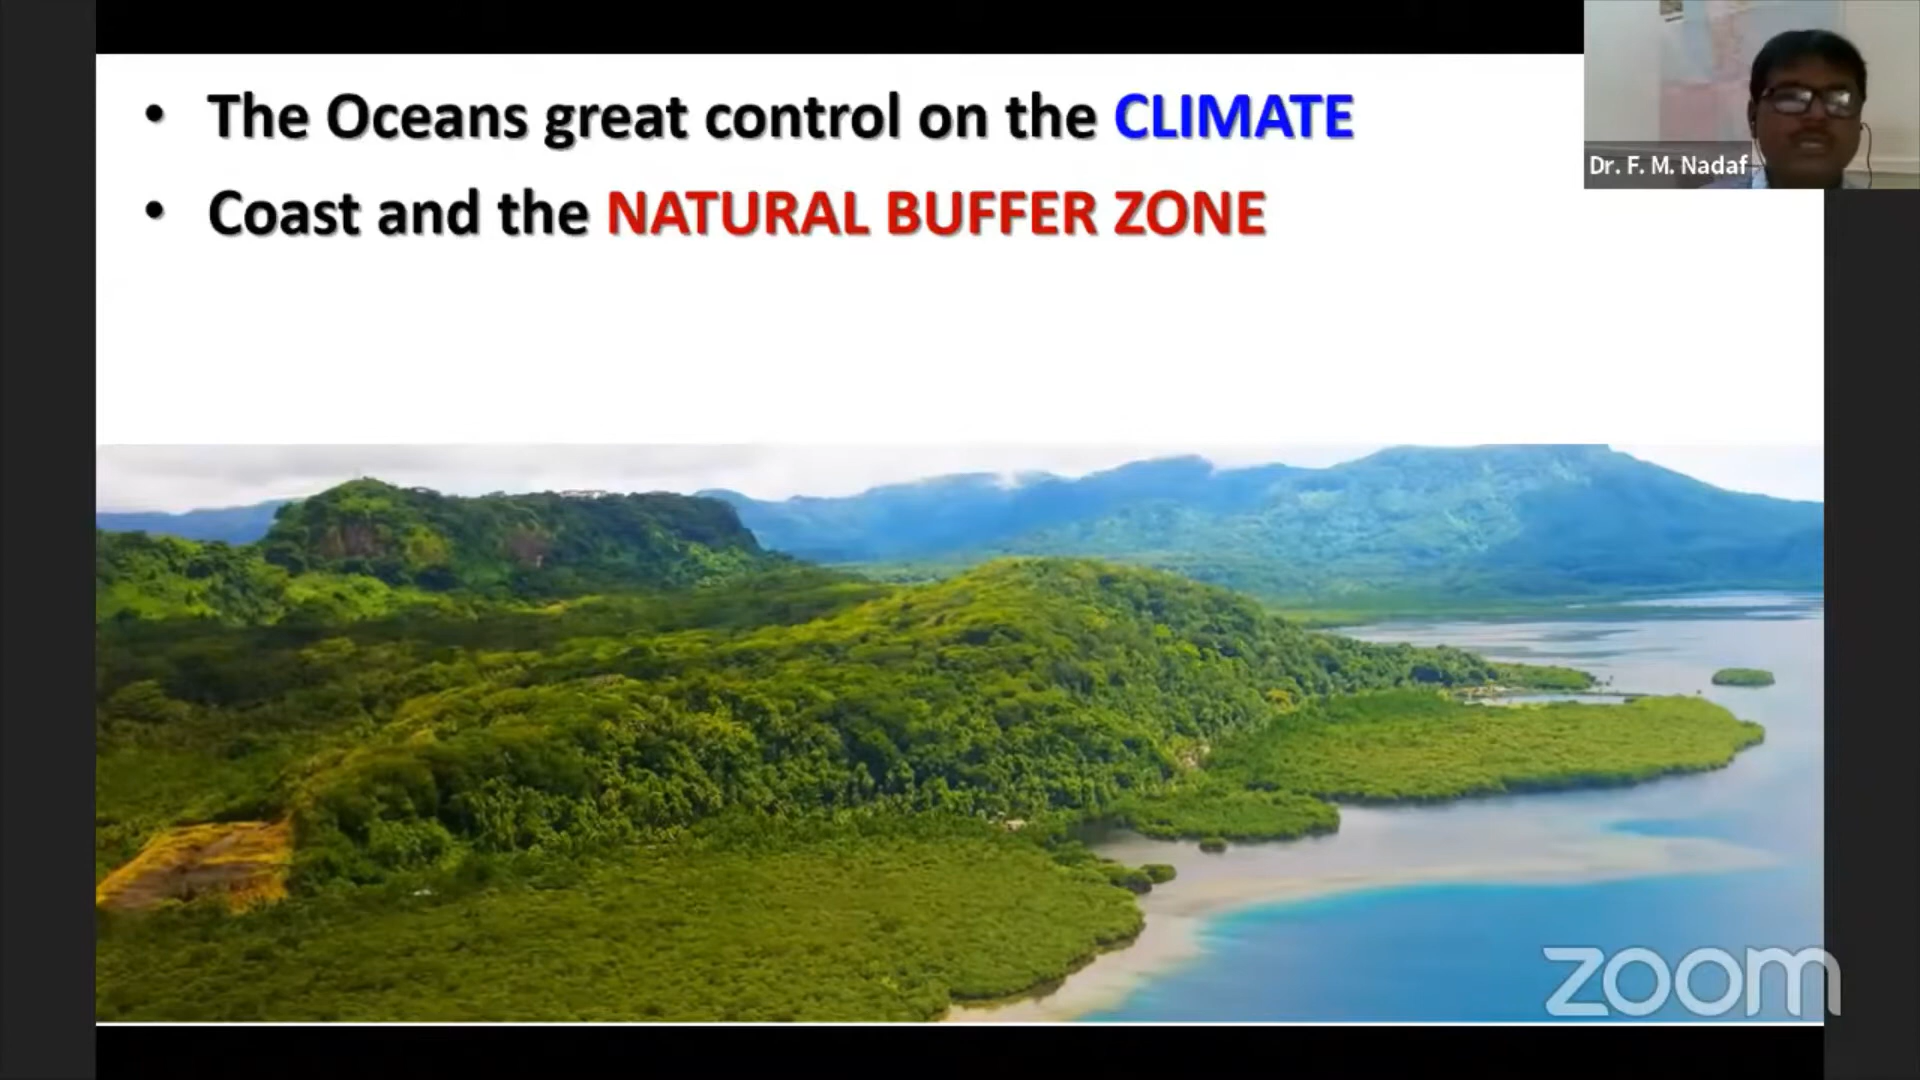 • The Oceans great control on the CLIMATE
• Coast and the NATURAL BUFFER ZONE
Dr. F. M. Nadaf
zoom